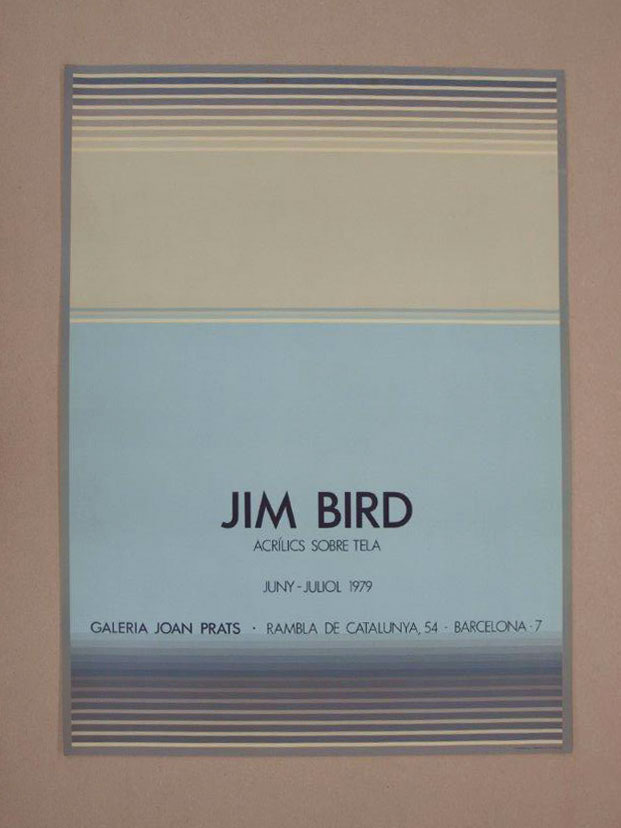 JIM BIRD
ACRÍLICS SOBRE TELA
JUNY-JULIOL 1979
GALERIA JOAN PRATS · RAMBLA DE CATALUNYA, 54 · BARCELONA-7